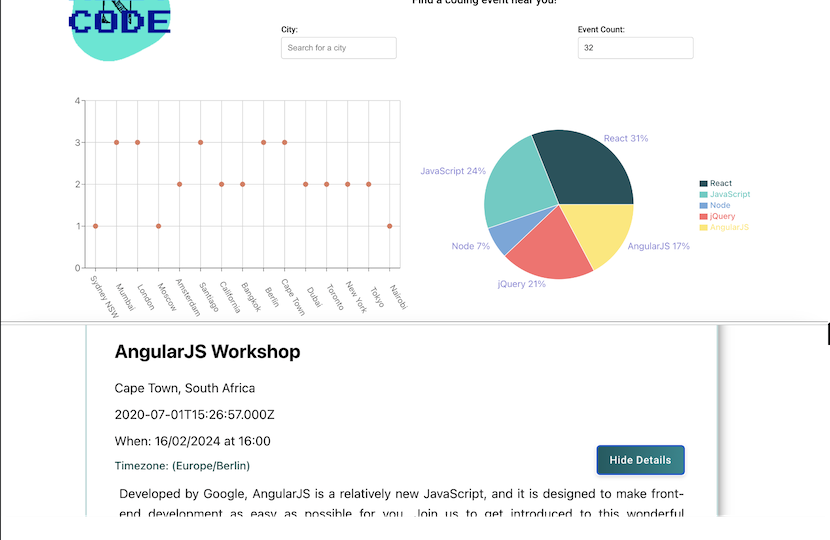 Find a coding event near you!
CODE
City:
Event Count:
Search for a city
32
4
3
2
1
0
Sydney NSW
Mumbai
London
Moscow
Amsterdam
Santiago
California
Bangkok
Berlin
Cape Town
Dubai
Toronto
New York
Tokyo
Nairobi
React 31%
JavaScript 24%
Node 7%
jQuery 21%
AngularJS 17%
React
JavaScript
Node
jQuery
AngularJS
AngularJS Workshop
Cape Town, South Africa
2020-07-01T15:26:57.000Z
When: 16/02/2024 at 16:00
Timezone: (Europe/Berlin)
Hide Details
Developed by Google, AngularJS is a relatively new JavaScript, and it is designed to make front-
end development as easy as possible for you. Join us to get introduced to this wonderful